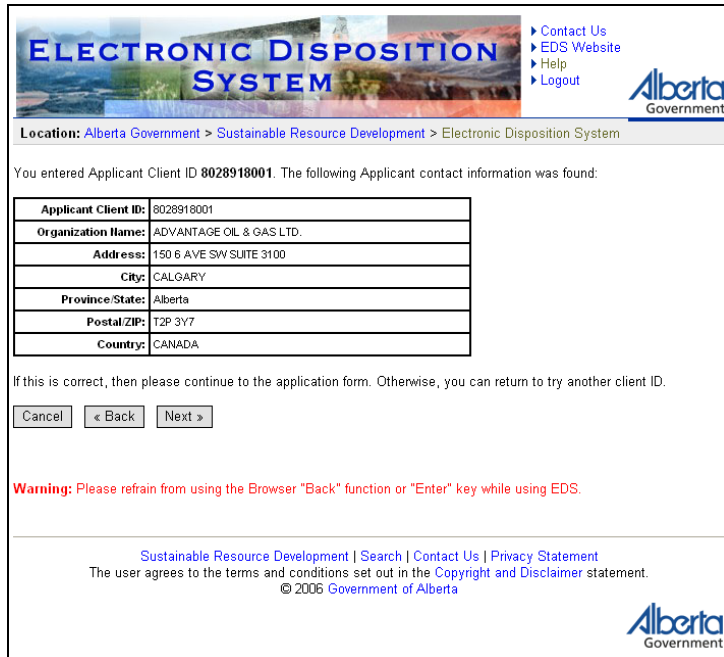 ELECTRONIC DISPOSITION
SYSTEM
Contact Us
EDS Website
Help
Logout
Alberta
Government
Location: Alberta Government > Sustainable Resource Development > Electronic Disposition System
You entered Applicant Client ID 8028918001. The following Applicant contact information was found:
Applicant Client ID: 8028918001
Organization Name: ADVANTAGE OIL & GAS LTD.
Address: 150 6 AVE SW SUITE 3100
City: CALGARY
Province/State: Alberta
Postal/ZIP: T2P 3Y7
Country: CANADA
If this is correct, then please continue to the application form. Otherwise, you can return to try another client ID.
Cancel « Back Next »
Warning: Please refrain from using the Browser "Back" function or "Enter" key while using EDS.
Sustainable Resource Development | Search | Contact Us | Privacy Statement
The user agrees to the terms and conditions set out in the Copyright and Disclaimer statement.
© 2006 Government of Alberta
Alberta
Government